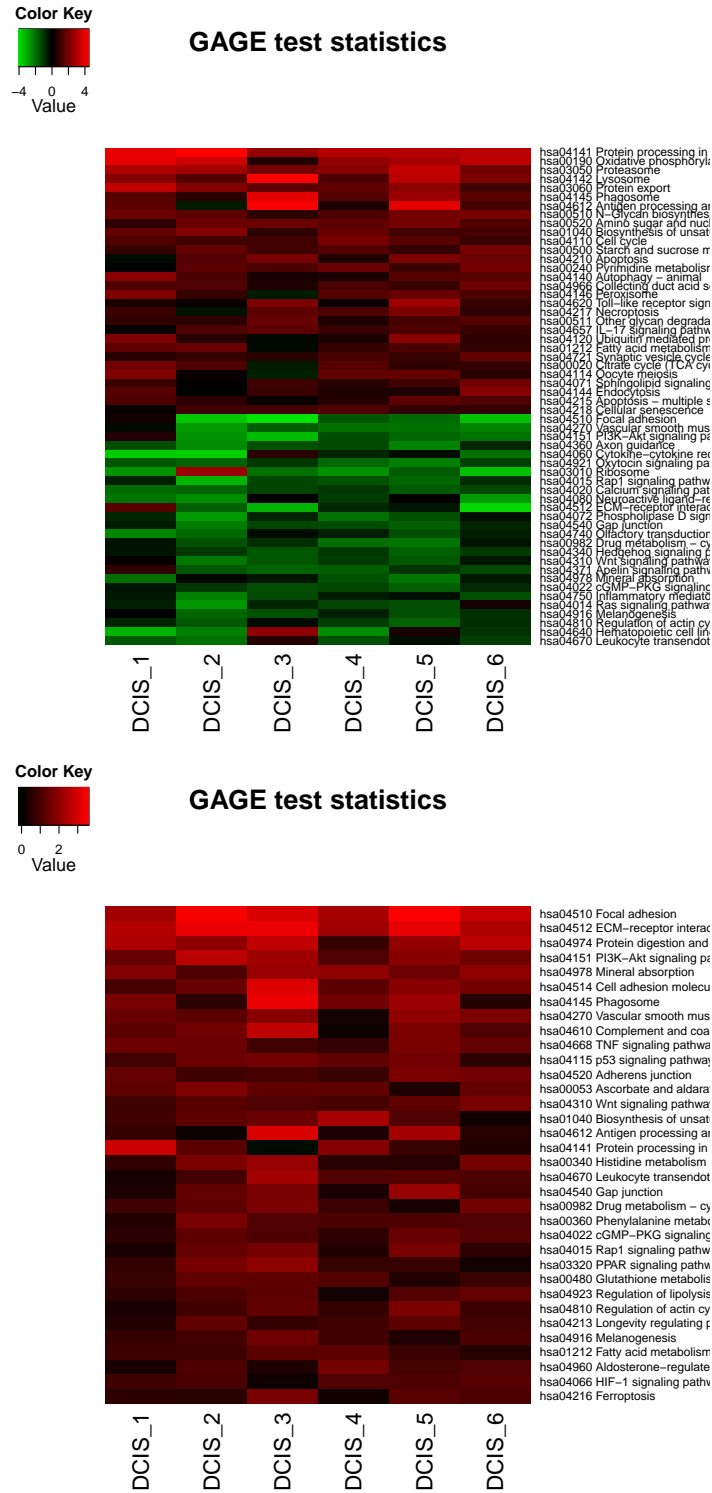 Color Key
GAGE test statistics
−4 0 4
Value
hsa04141 Protein processing in
hsa00190 Oxidative phosphoryla
hsa03050 Proteasome
hsa04142 Lysosome
hsa03060 Protein export
hsa04145 Phagosome
hsa04612 Antigen processing an
hsa00510 N−Glycan biosynthes
hsa00520 Amino sugar and nucl
hsa01040 Biosynthesis of unsat
hsa04110 Cell cycle
hsa00500 Starch and sucrose m
hsa04210 Apoptosis
hsa00240 Pyrimidine metabolism
hsa04140 Autophagy − animal
hsa04966 Collecting duct acid se
hsa04146 Peroxisome
hsa04620 Toll−like receptor sign
hsa04217 Necroptosis
hsa00511 Other glycan degrada
hsa04657 IL−17 signaling pathw
hsa04120 Ubiquitin mediated pro
hsa01212 Fatty acid metabolism
hsa04721 Synaptic vesicle cycle
hsa00020 Citrate cycle (TCA cyc
hsa04114 Oocyte meiosis
hsa04071 Sphingolipid signaling
hsa04144 Endocytosis
hsa04215 Apoptosis − multiple s
hsa04218 Cellular senescence
hsa04510 Focal adhesion
hsa04270 Vascular smooth mus
hsa04151 PI3K−Akt signaling pa
hsa04360 Axon guidance
hsa04060 Cytokine−cytokine rec
hsa04921 Oxytocin signaling pa
hsa03010 Ribosome
hsa04015 Rap1 signaling pathw
hsa04020 Calcium signaling pat
hsa04080 Neuroactive ligand−re
hsa04512 ECM−receptor interac
hsa04072 Phospholipase D sign
hsa04540 Gap junction
hsa04740 Olfactory transduction
hsa00982 Drug metabolism − cy
hsa04340 Hedgehog signaling p
hsa04310 Wnt signaling pathway
hsa04371 Apelin signaling pathw
hsa04978 Mineral absorption
hsa04022 cGMP−PKG signaling
hsa04750 Inflammatory mediato
hsa04014 Ras signaling pathway
hsa04916 Melanogenesis
hsa04810 Regulation of actin cy
hsa04640 Hematopoietic cell line
hsa04670 Leukocyte transendot
DCIS_1 DCIS_2 DCIS_3 DCIS_4 DCIS_5 DCIS_6
Color Key
GAGE test statistics
0 2
Value
hsa04510 Focal adhesion
hsa04512 ECM−receptor interac
hsa04974 Protein digestion and
hsa04151 PI3K−Akt signaling pa
hsa04978 Mineral absorption
hsa04514 Cell adhesion molecu
hsa04145 Phagosome
hsa04270 Vascular smooth mus
hsa04610 Complement and coa
hsa04668 TNF signaling pathwa
hsa04115 p53 signaling pathway
hsa04520 Adherens junction
hsa00053 Ascorbate and aldara
hsa04310 Wnt signaling pathway
hsa01040 Biosynthesis of unsat
hsa04612 Antigen processing an
hsa04141 Protein processing in
hsa00340 Histidine metabolism
hsa04670 Leukocyte transendot
hsa04540 Gap junction
hsa00982 Drug metabolism − cy
hsa00360 Phenylalanine metabo
hsa04022 cGMP−PKG signaling
hsa04015 Rap1 signaling pathw
hsa03320 PPAR signaling pathw
hsa00480 Glutathione metabolis
hsa04923 Regulation of lipolysis
hsa04810 Regulation of actin cy
hsa04213 Longevity regulating p
hsa04916 Melanogenesis
hsa01212 Fatty acid metabolism
hsa04960 Aldosterone−regulate
hsa04066 HIF−1 signaling pathw
hsa04216 Ferroptosis
DCIS_1 DCIS_2 DCIS_3 DCIS_4 DCIS_5 DCIS_6